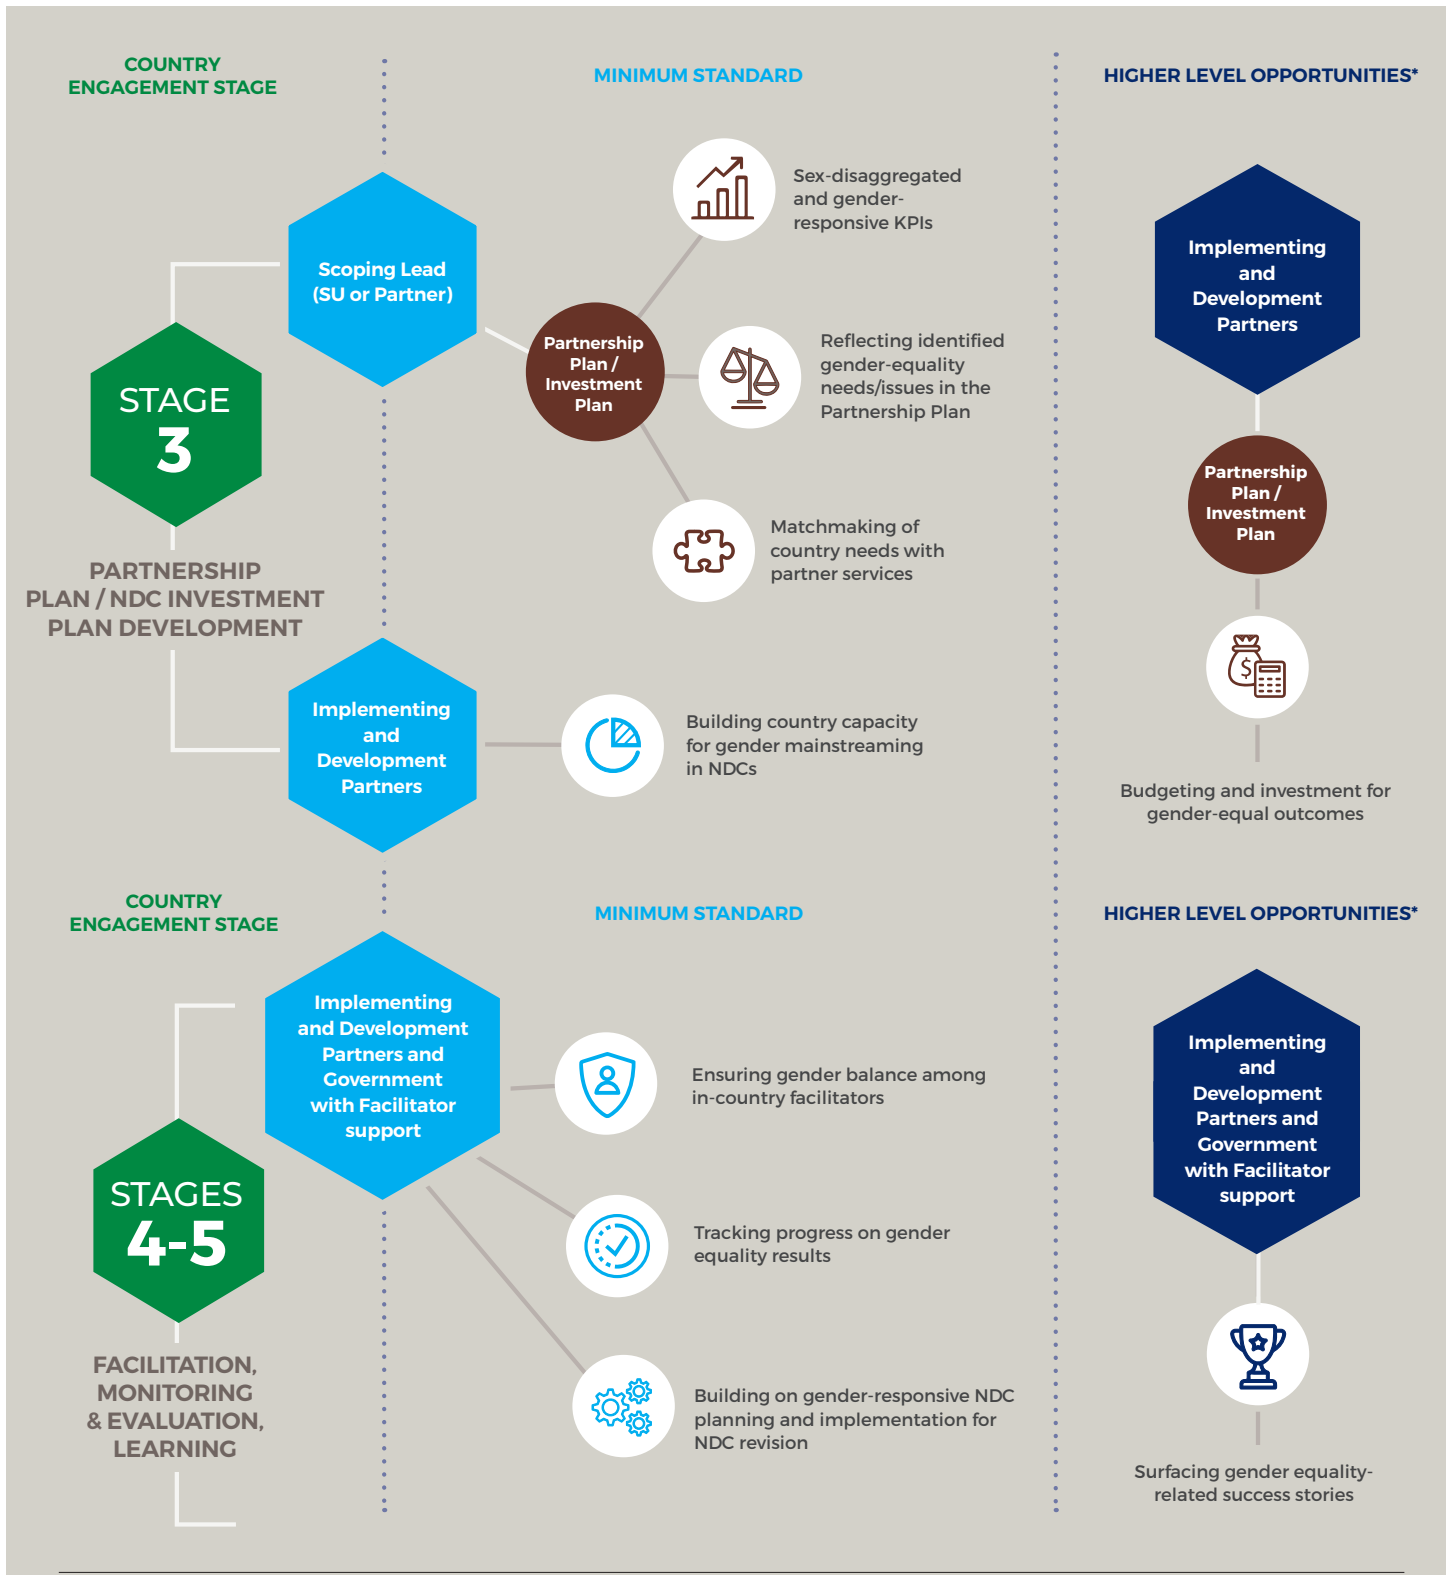 COUNTRY
ENGAGEMENT STAGE
MINIMUM STANDARD
HIGHER LEVEL OPPORTUNITIES*
STAGE
3
PARTNERSHIP
PLAN / NDC INVESTMENT
PLAN DEVELOPMENT
Scoping Lead
(SU or Partner)
Partnership
Plan /
Investment
Plan
Sex-disaggregated
and gender-
responsive KPIs
Reflecting identified
gender-equality
needs/issues in the
Partnership Plan
Matchmaking of
country needs with
partner services
Implementing
and
Development
Partners
Building country capacity
for gender mainstreaming
in NDCs
Implementing
and
Development
Partners
Partnership
Plan /
Investment
Plan
$
Budgeting and investment for
gender-equal outcomes
COUNTRY
ENGAGEMENT STAGE
MINIMUM STANDARD
HIGHER LEVEL OPPORTUNITIES*
STAGES
4-5
FACILITATION,
MONITORING
& EVALUATION,
LEARNING
Implementing
and Development
Partners and
Government
with Facilitator
support
Ensuring gender balance among
in-country facilitators
Tracking progress on gender
equality results
Building on gender-responsive NDC
planning and implementation for
NDC revision
Implementing
and
Development
Partners and
Government
with Facilitator
support
Surfacing gender equality-
related success stories